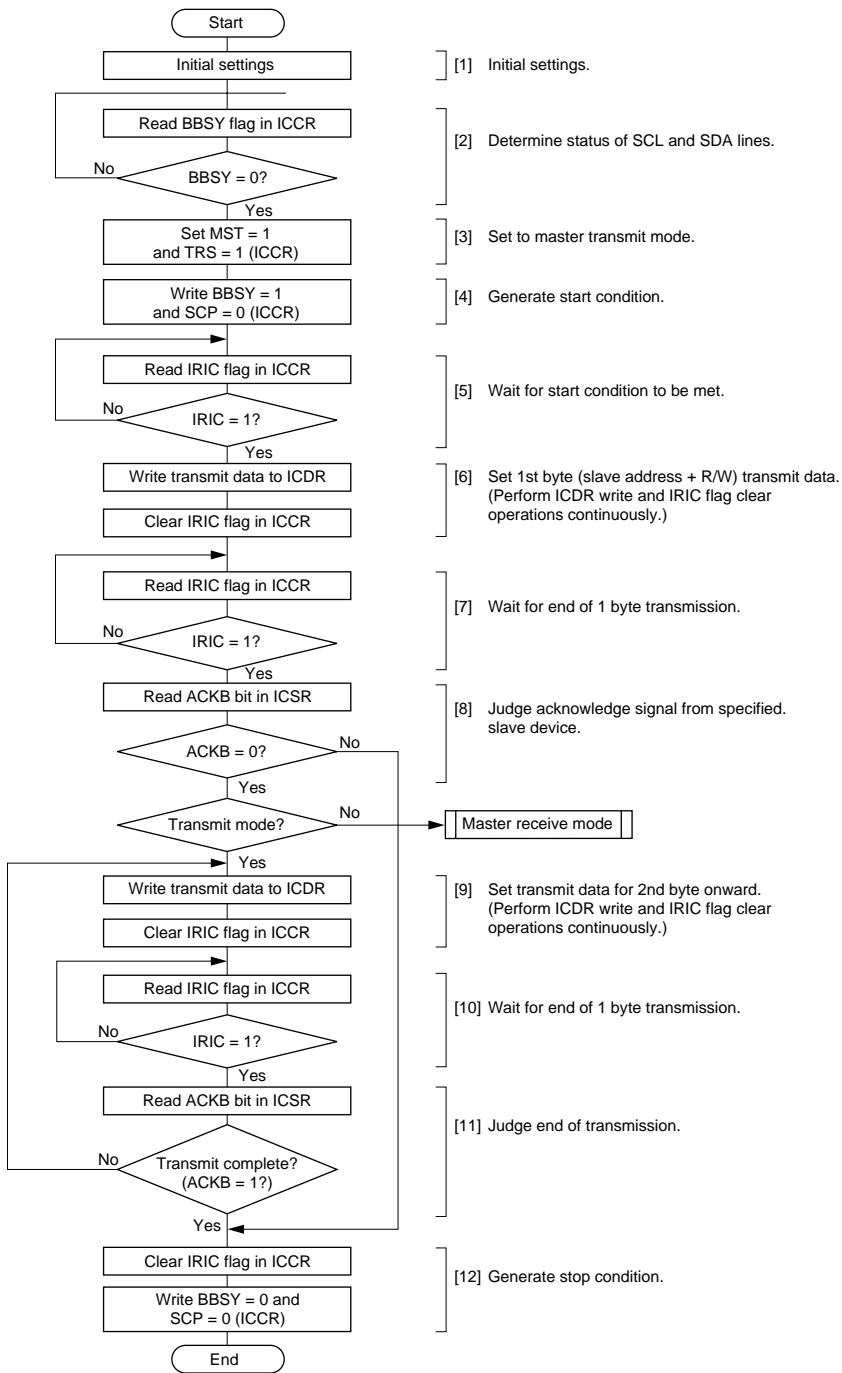 Start
Initial settings
[1] Initial settings.
Read BBSY flag in ICCR
[2] Determine status of SCL and SDA lines.
No
BBSY = 0?
Yes
Set MST = 1
and TRS = 1 (ICCR)
[3] Set to master transmit mode.
Write BBSY = 1
and SCP = 0 (ICCR)
[4] Generate start condition.
Read IRIC flag in ICCR
[5] Wait for start condition to be met.
No
IRIC = 1?
Yes
Write transmit data to ICDR
[6] Set 1st byte (slave address + R/W) transmit data.
(Perform ICDR write and IRIC flag clear
operations continuously.)
Clear IRIC flag in ICCR
Read IRIC flag in ICCR
[7] Wait for end of 1 byte transmission.
No
IRIC = 1?
Yes
Read ACKB bit in ICSR
[8] Judge acknowledge signal from specified.
slave device.
ACKB = 0?
No
Yes
Transmit mode?
No
Master receive mode
Yes
Write transmit data to ICDR
[9] Set transmit data for 2nd byte onward.
(Perform ICDR write and IRIC flag clear
operations continuously.)
Clear IRIC flag in ICCR
Read IRIC flag in ICCR
[10] Wait for end of 1 byte transmission.
No
IRIC = 1?
Yes
Read ACKB bit in ICSR
[11] Judge end of transmission.
No
Transmit complete?
(ACKB = 1?)
Yes
Clear IRIC flag in ICCR
[12] Generate stop condition.
Write BBSY = 0 and
SCP = 0 (ICCR)
End